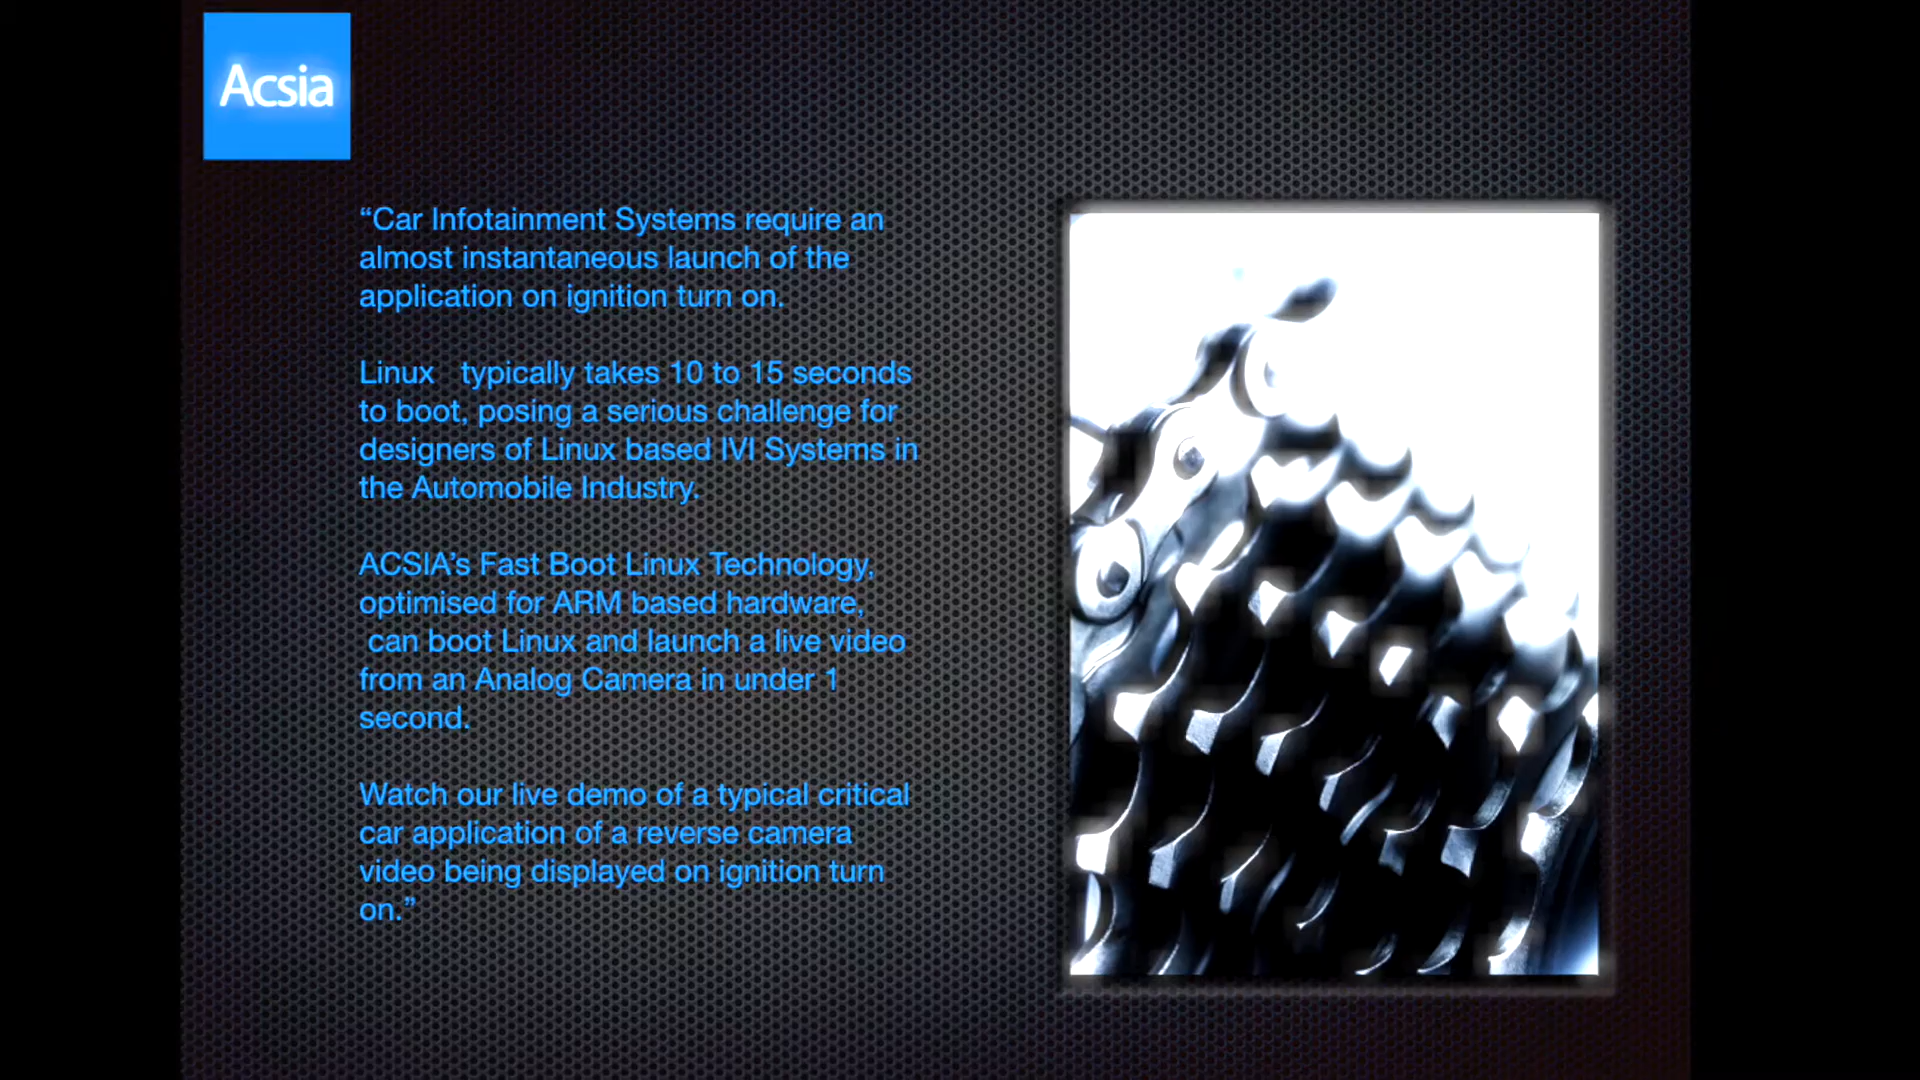 Acsia
“Car Infotainment Systems require an
almost instantaneous launch of the
application on ignition turn on.
Linux   typically takes 10 to 15 seconds
to boot, posing a serious challenge for
designers of Linux based IVI Systems in
the Automobile Industry.
ACSIA’s Fast Boot Linux Technology,
optimised for ARM based hardware,
can boot Linux and launch a live video
from an Analog Camera in under 1
second.
Watch our live demo of a typical critical
car application of a reverse camera
video being displayed on ignition turn
on.”